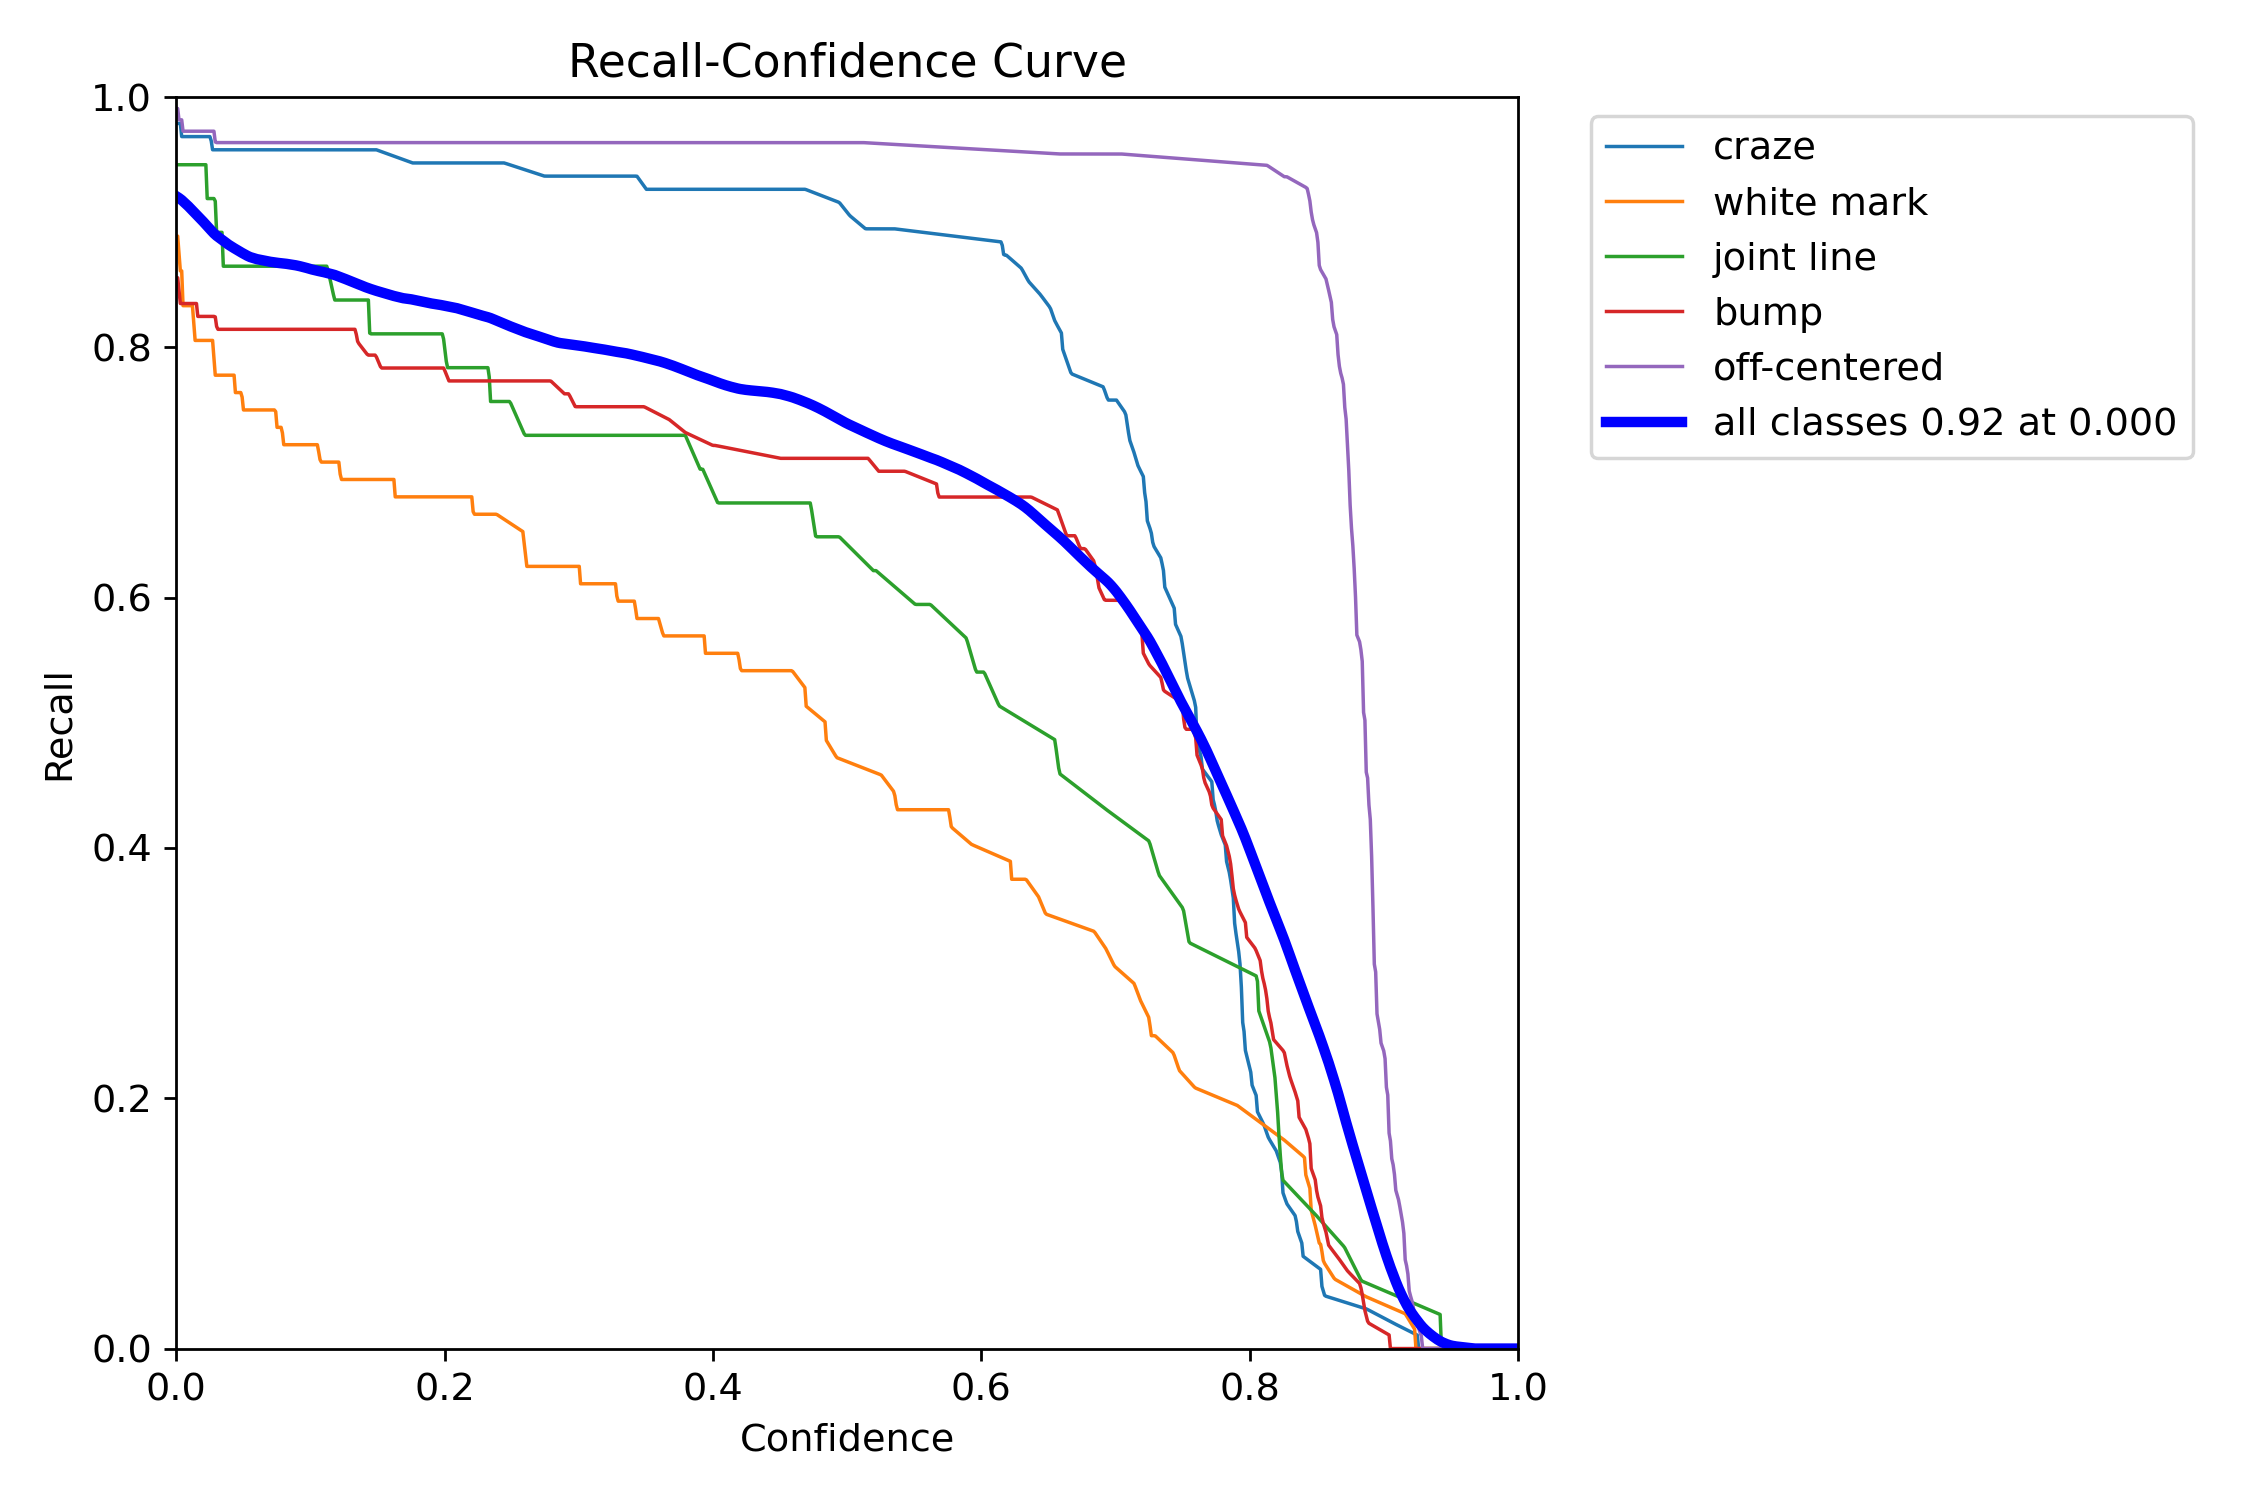 Recall-Confidence Curve
1.0
0.8
0.6
0.4
0.2
0.0
Recall
0.0 0.2 0.4 0.6 0.8 1.0
Confidence
craze
white mark
joint line
bump
off-centered
all classes 0.92 at 0.000